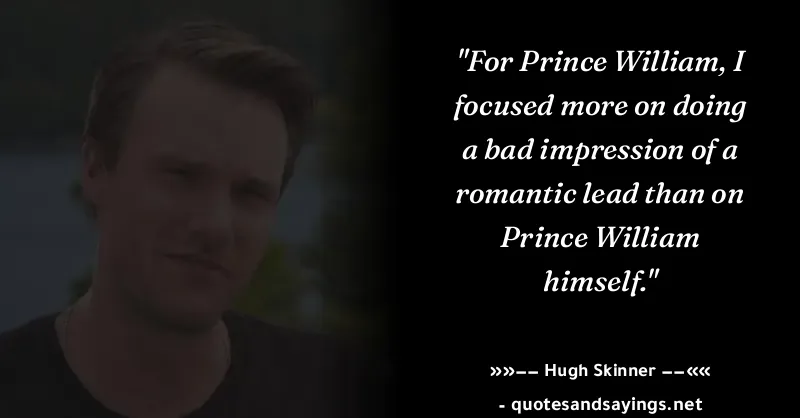 "For Prince William, I
focused more on doing
a bad impression of a
romantic lead than on
Prince William
himself."
»»−− Hugh Skinner −−««
- quotesandsayings.net